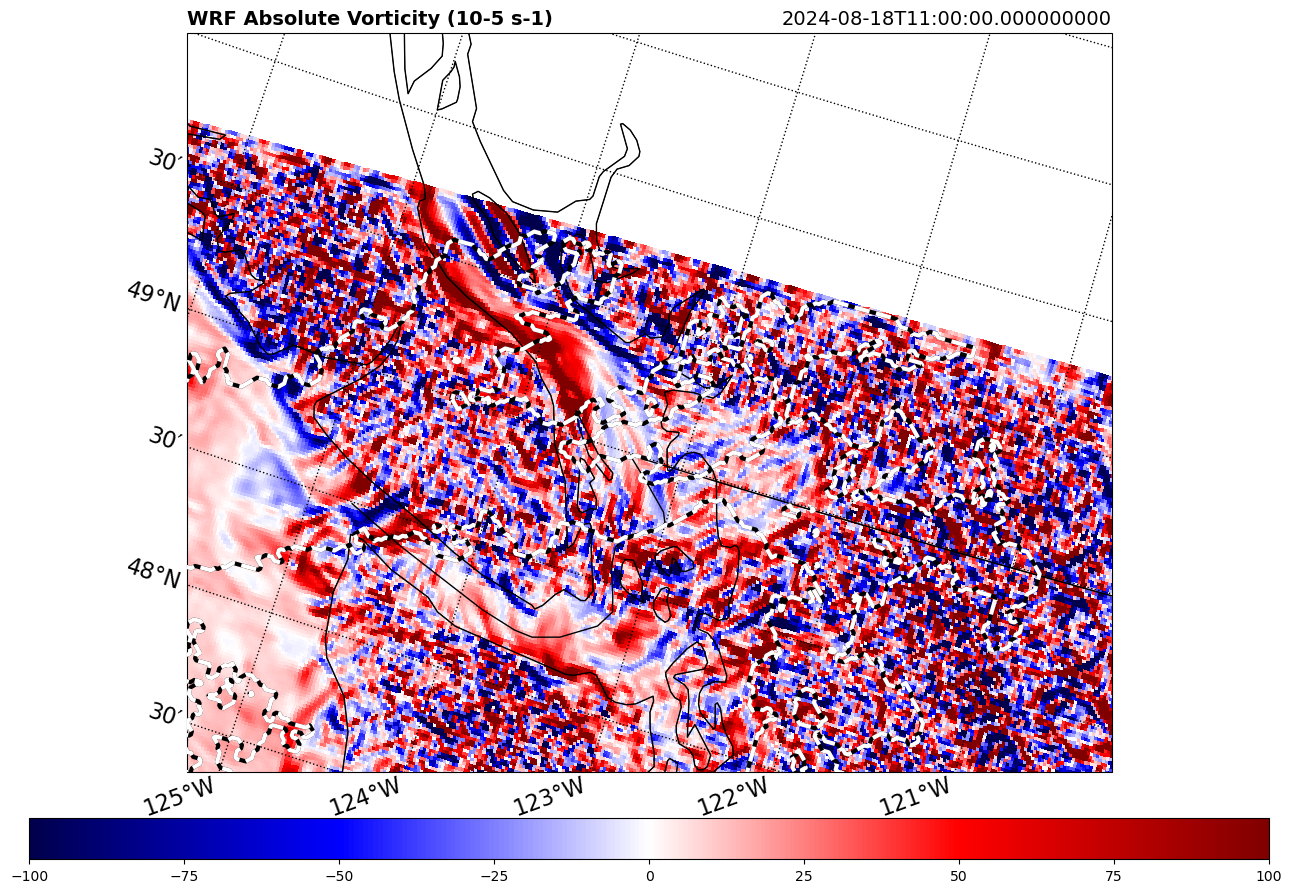 WRF Absolute Vorticity (10-5 s-1) 2024-08-18T11:00:00.000000000
30′
49°N
30′
48°N
30′
125°W 124°W 123°W 122°W 121°W
−100 −75 −50 −25 0 25 50 75 100